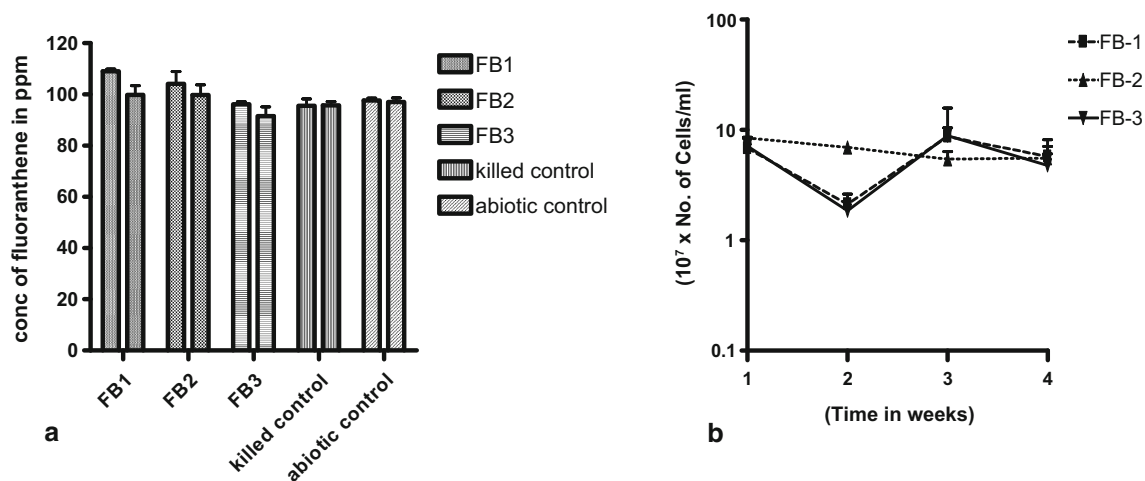 conc of fluoranthene in ppm
120
100
80
60
40
20
0
FB1
FB2
FB3
killed control
abiotic control
FB1
FB2
FB3
killed control
abiotic control
a
(10⁷ x No. of Cells/ml)
100
10
1
0.1
1
2
3
4
(Time in weeks)
FB-1
FB-2
FB-3
b